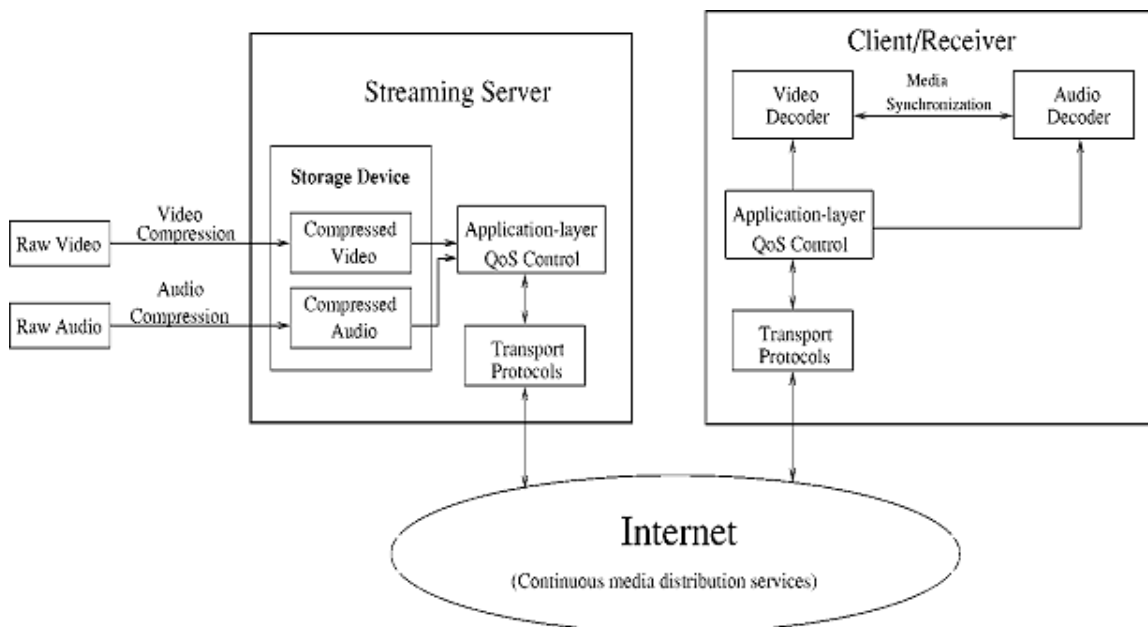 Streaming Server
Storage Device
Raw Video
Video
Compression
Compressed
Video
Application-layer
QoS Control
Raw Audio
Audio
Compression
Compressed
Audio
Transport
Protocols
Client/Receiver
Video
Decoder
Media
Synchronization
Audio
Decoder
Application-layer
QoS Control
Transport
Protocols
Internet
(Continuous media distribution services)